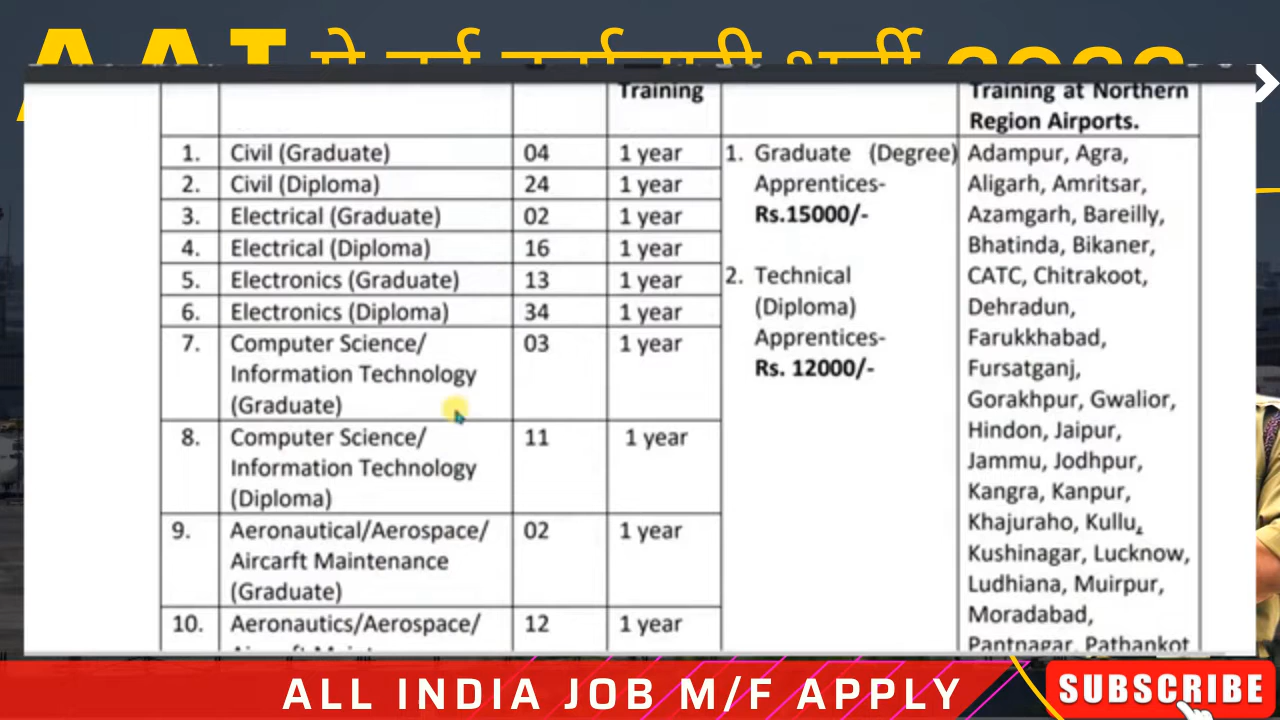 Training
Training at Northern
Region Airports.
1. Civil (Graduate) 04 1 year
2. Civil (Diploma) 24 1 year
3. Electrical (Graduate) 02 1 year
4. Electrical (Diploma) 16 1 year
5. Electronics (Graduate) 13 1 year
6. Electronics (Diploma) 34 1 year
7. Computer Science/ 03 1 year
Information Technology
(Graduate)
8. Computer Science/ 11 1 year
Information Technology
(Diploma)
9. Aeronautical/Aerospace/ 02 1 year
Aircarft Maintenance
(Graduate)
10. Aeronautics/Aerospace/ 12 1 year
1. Graduate (Degree)
Apprentices-
Rs.15000/-
2. Technical
(Diploma)
Apprentices-
Rs. 12000/-
Adampur, Agra,
Aligarh, Amritsar,
Azamgarh, Bareilly,
Bhatinda, Bikaner,
CATC, Chitrakoot,
Dehradun,
Farukkhabad,
Fursatganj,
Gorakhpur, Gwalior,
Hindon, Jaipur,
Jammu, Jodhpur,
Kangra, Kanpur,
Khajuraho, Kullu,
Kushinagar, Lucknow,
Ludhiana, Muirpur,
Moradabad,
Pantnagar, Pathankot
ALL INDIA JOB M/F APPLY
SUBSCRIBE